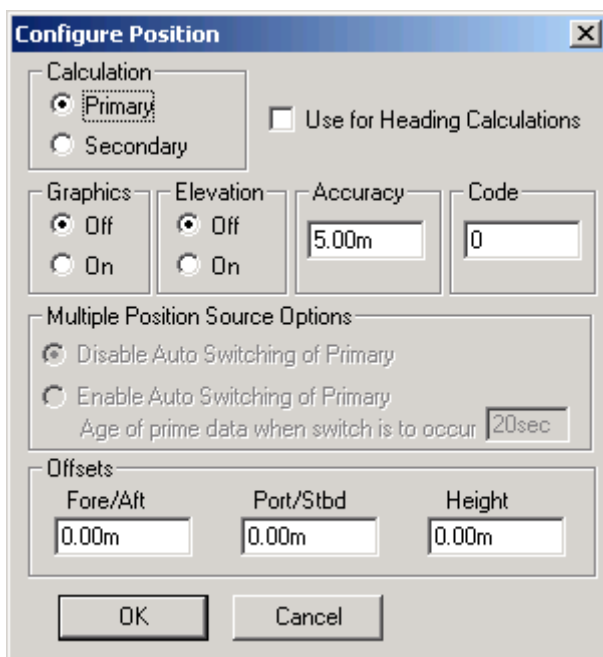 Configure Position
Calculation
Primary
Secondary
Use for Heading Calculations
Graphics
Off
On
Elevation
Off
On
Accuracy
5.00m
Code
0
Multiple Position Source Options
Disable Auto Switching of Primary
Enable Auto Switching of Primary
Age of prime data when switch is to occur 20sec
Offsets
Fore/Aft
0.00m
Port/Stbd
0.00m
Height
0.00m
OK
Cancel